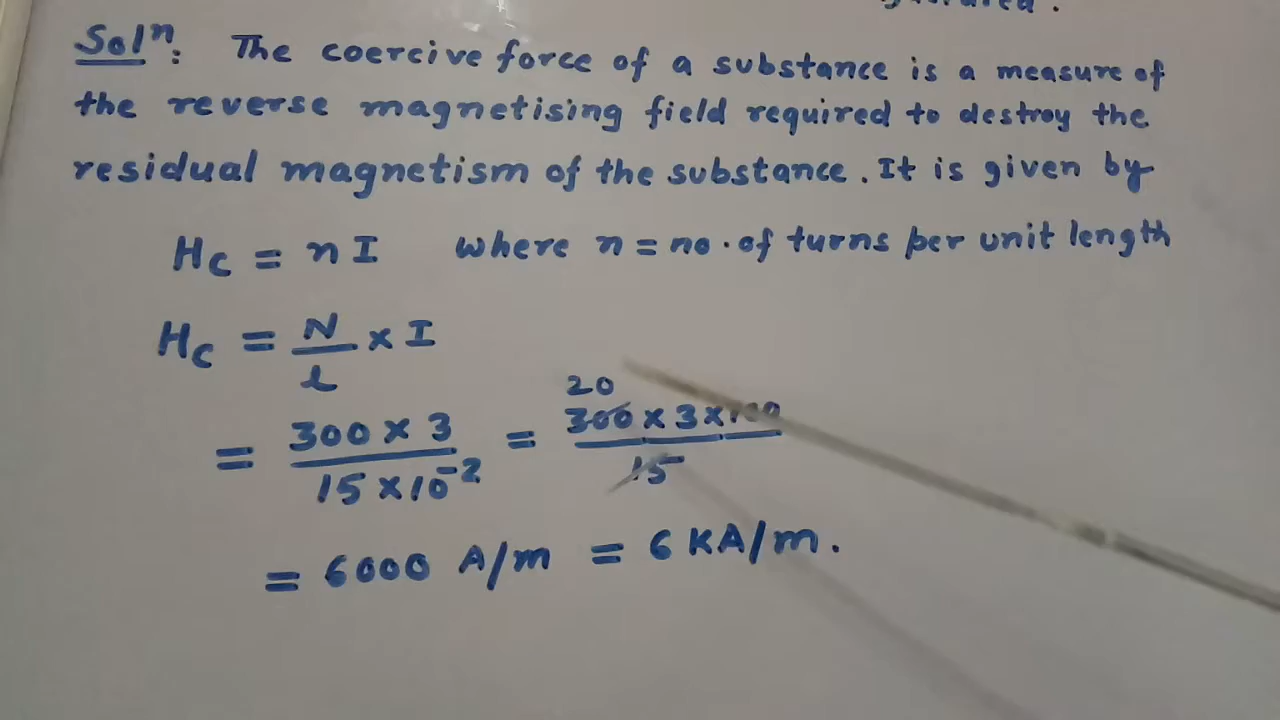 Solⁿ: The coercive force of a substance is a measure of
the reverse magnetising field required to destroy the
residual magnetism of the substance. It is given by
Hc = nI where n = no. of turns per unit length
Hc = N/l × I
= 300 × 3 / 15 × 10⁻² = 20 300 × 3 × 100 / 15
= 6000 A/m = 6 KA/m.